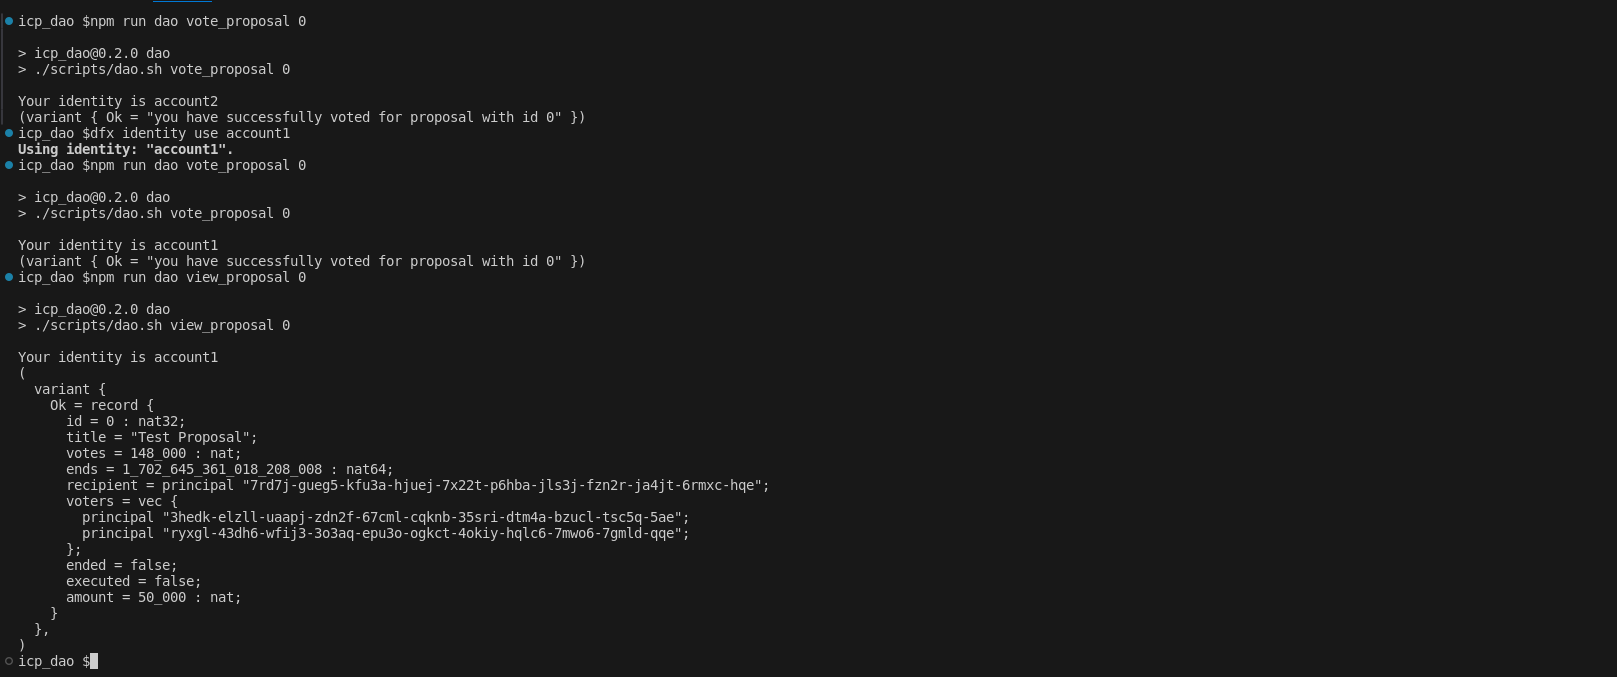 icp_dao $npm run dao vote_proposal 0
> icp_dao@0.2.0 dao
> ./scripts/dao.sh vote_proposal 0
Your identity is account2
(variant { Ok = "you have successfully voted for proposal with id 0" })
icp_dao $dfx identity use account1
Using identity: "account1".
icp_dao $npm run dao vote_proposal 0
> icp_dao@0.2.0 dao
> ./scripts/dao.sh vote_proposal 0
Your identity is account1
(variant { Ok = "you have successfully voted for proposal with id 0" })
icp_dao $npm run dao view_proposal 0
> icp_dao@0.2.0 dao
> ./scripts/dao.sh view_proposal 0
Your identity is account1
(
  variant {
    Ok = record {
      id = 0 : nat32;
      title = "Test Proposal";
      votes = 148_000 : nat;
      ends = 1_702_645_361_018_208_008 : nat64;
      recipient = principal "7rd7j-gueg5-kfu3a-hjuej-7x22t-p6hba-jls3j-fzn2r-ja4jt-6rmxc-hqe";
      voters = vec {
        principal "3hedk-elzll-uaapj-zdn2f-67cml-cqknb-35sri-dtm4a-bzucl-tsc5q-5ae";
        principal "ryxgl-43dh6-wfij3-3o3aq-epu3o-ogkct-4okiy-hqlc6-7mwo6-7gmld-qqe";
      };
      ended = false;
      executed = false;
      amount = 50_000 : nat;
    }
  },
)
icp_dao $